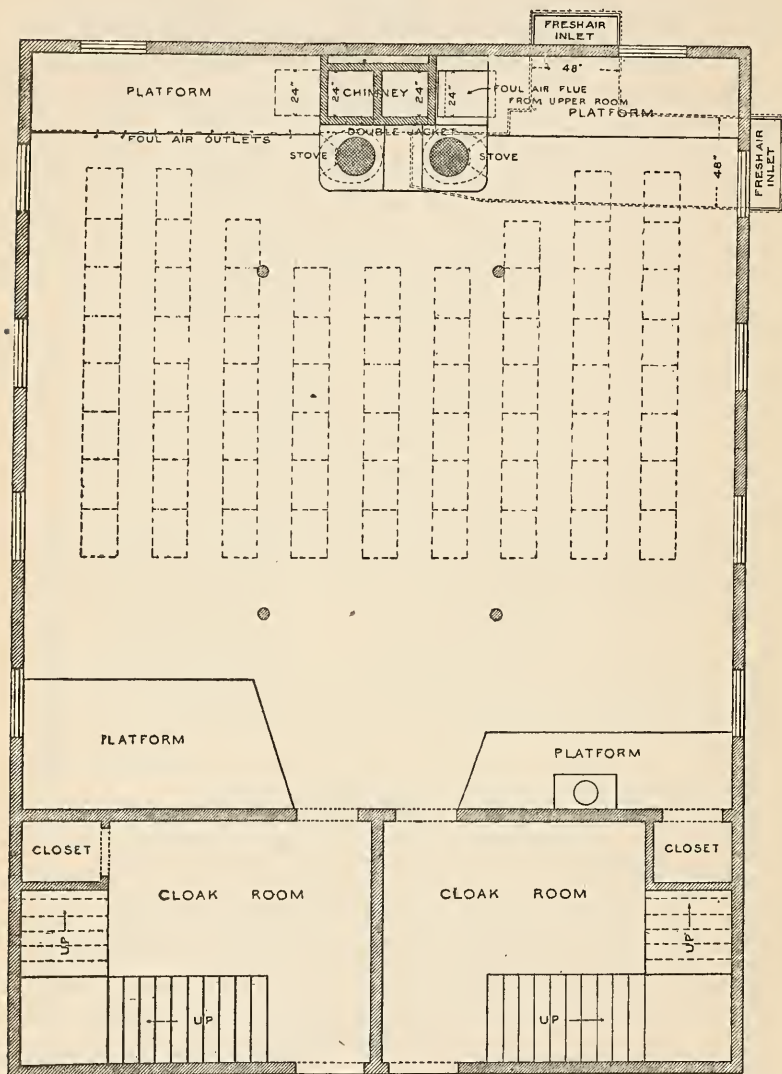 FRESH AIR
INLET
PLATFORM
24"
24"
CHIMNEY
24"
24"
48"
FOUL AIR FLUE
FROM UPPER ROOM
PLATFORM
FOUL AIR OUTLETS
DOUBLE JACKET
STOVE
STOVE
48"
FRESH AIR
INLET
PLATFORM
PLATFORM
CLOSET
CLOSET
CLOAK ROOM
CLOAK ROOM
UP
UP
UP
UP